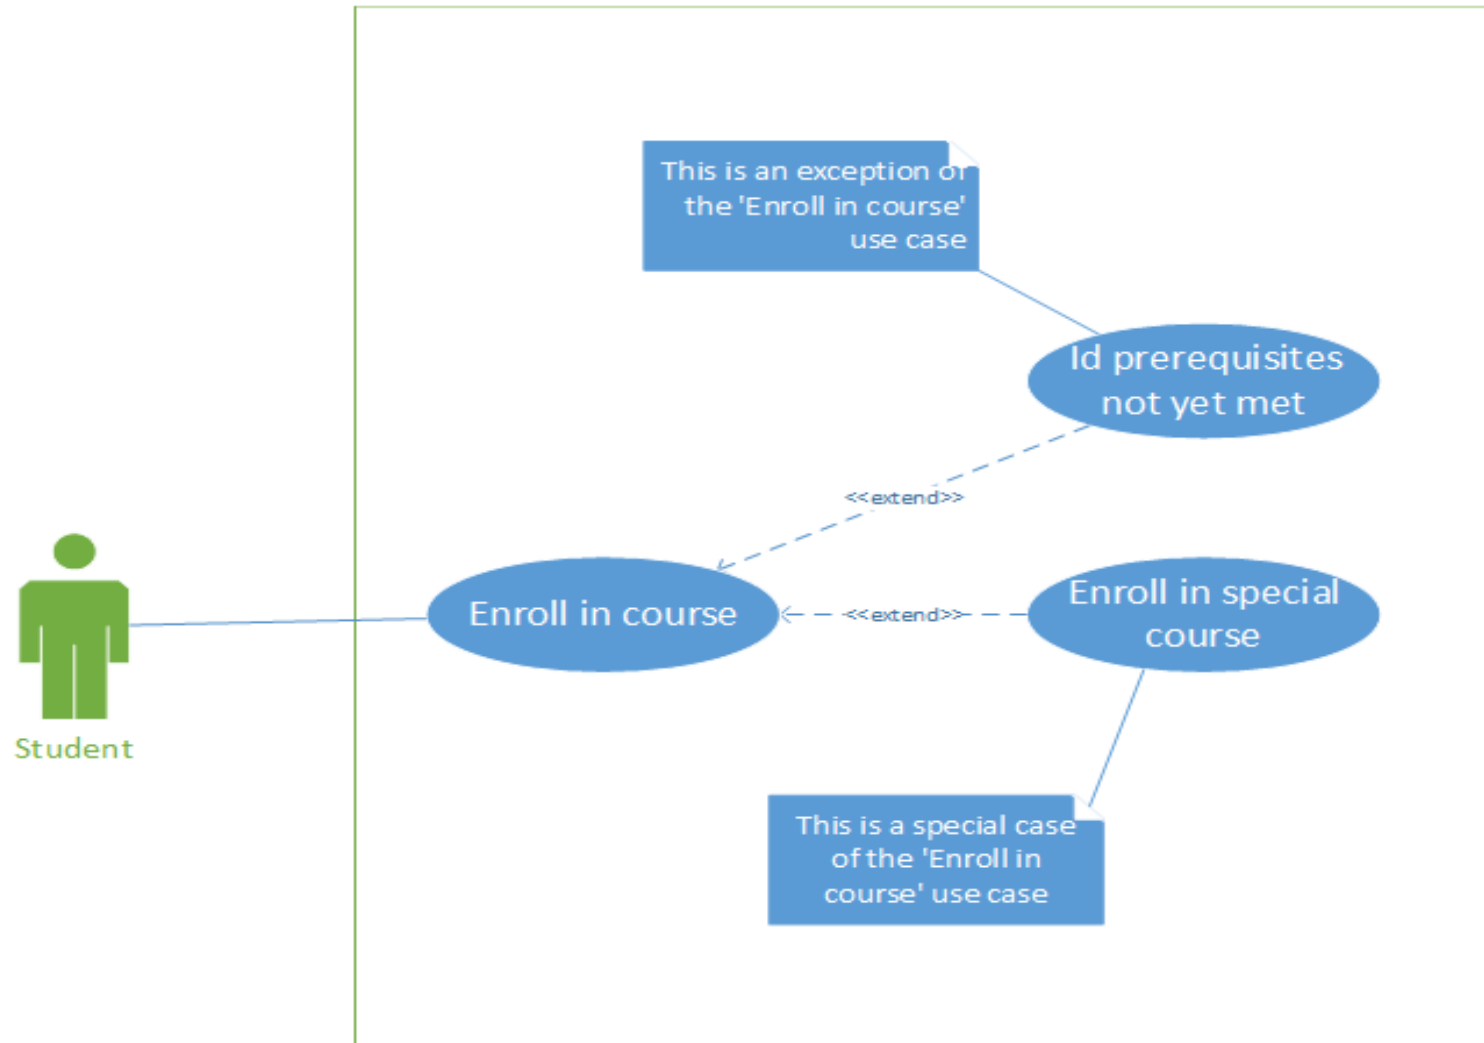 This is an exception of
the 'Enroll in course'
use case
Id prerequisites
not yet met
<<extend>>
Enroll in course
<<extend>>
Enroll in special
course
Student
This is a special case
of the 'Enroll in
course' use case